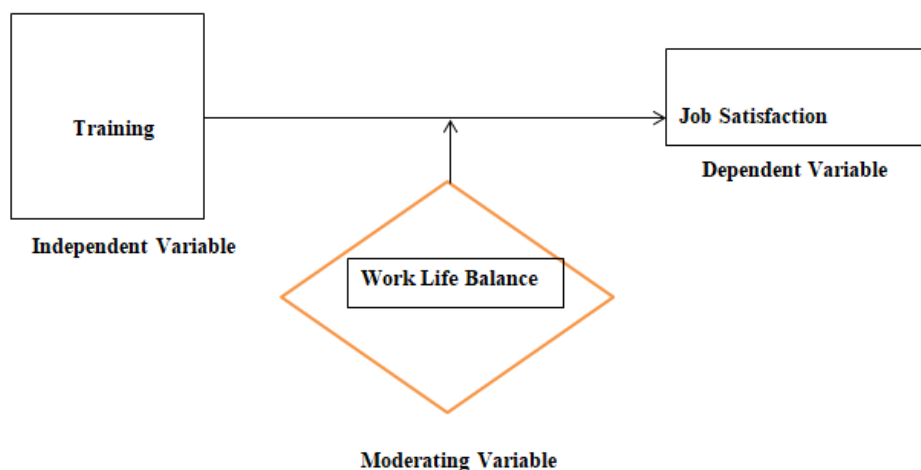 Training
Job Satisfaction
Dependent Variable
Independent Variable
Work Life Balance
Moderating Variable